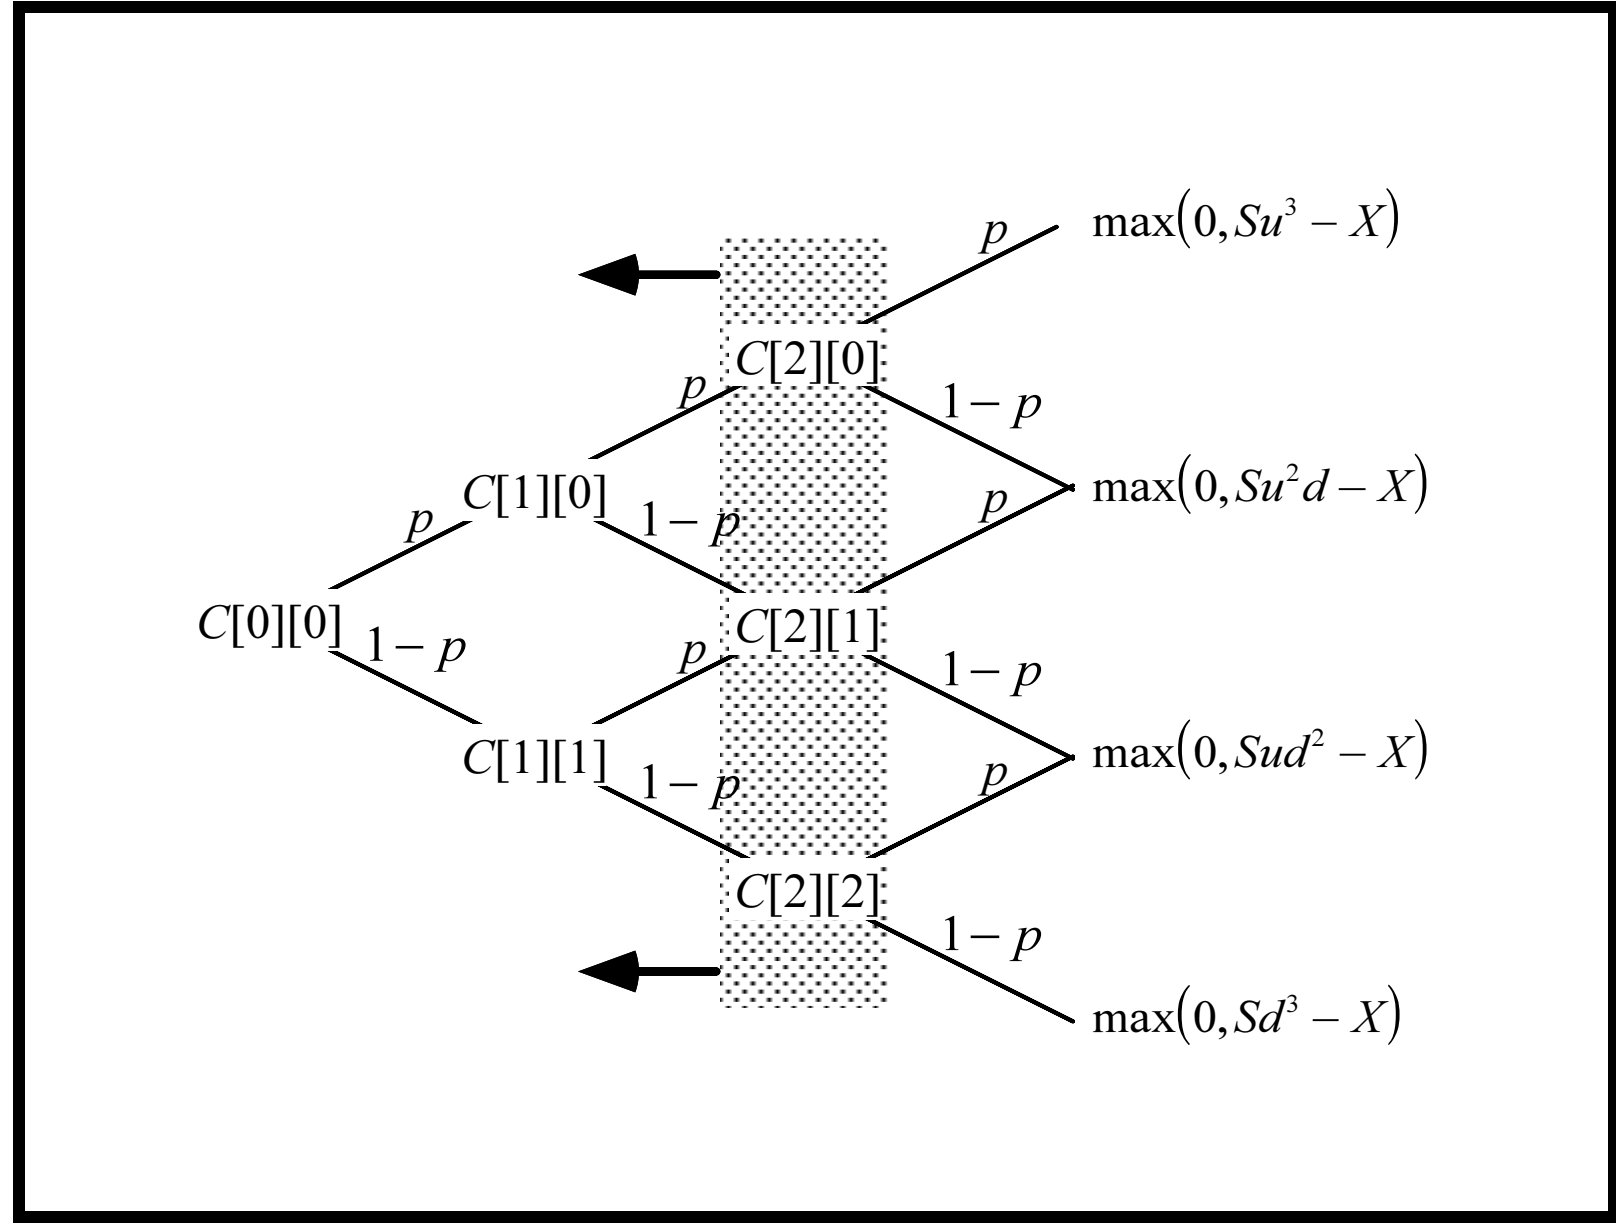 p
max(0, Su³ − X)
C[2][0]
p
1 − p
C[1][0]
max(0, Su²d − X)
p
p
1 − p
C[0][0]
C[2][1]
1 − p
p
1 − p
C[1][1]
max(0, Sud² − X)
1 − p
p
C[2][2]
1 − p
max(0, Sd³ − X)